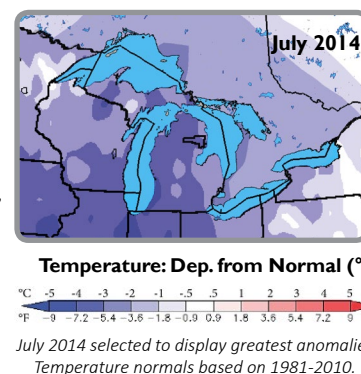 July 2014
Temperature: Dep. from Normal (°
°C -5 -4 -3 -2 -1 -.5 .5 1 2 3 4 5
°F -9 -7.2 -5.4 -3.6 -1.8 -0.9 0.9 1.8 3.6 5.4 7.2 9
July 2014 selected to display greatest anomalie
Temperature normals based on 1981-2010.